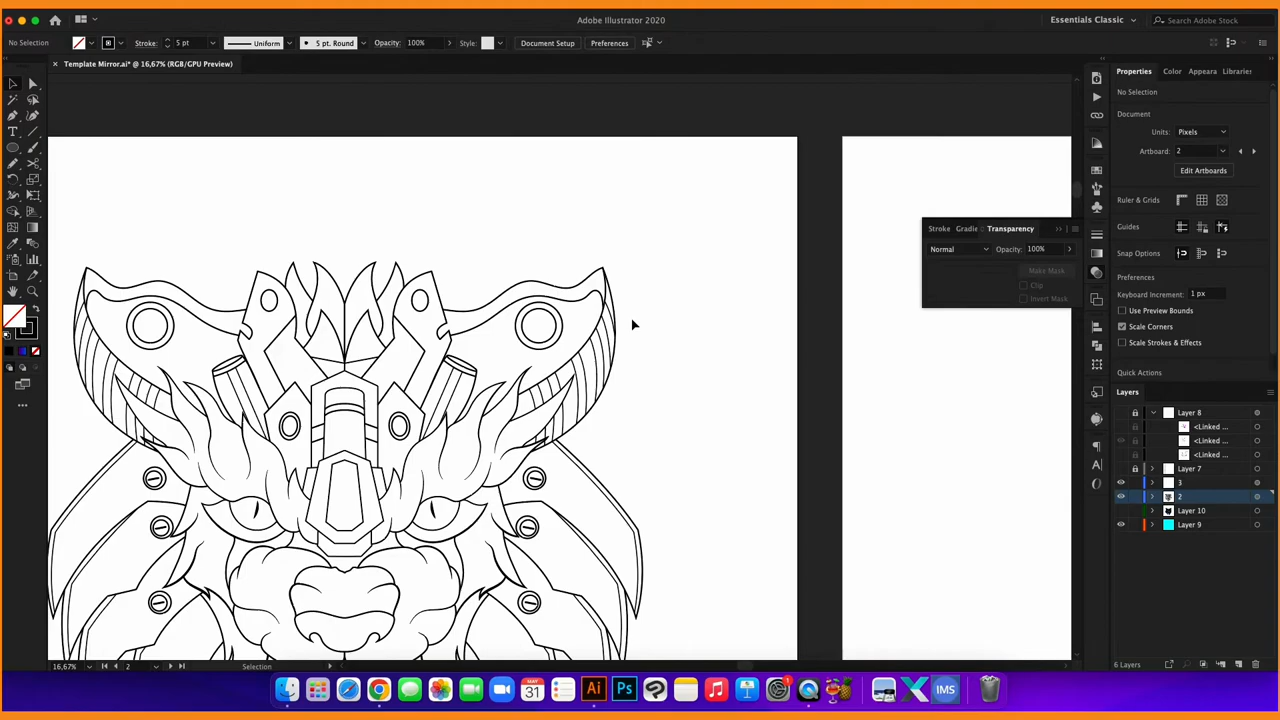 Adobe Illustrator 2020
Essentials Classic
Search Adobe Stock
No Selection
Stroke:
5 pt
Uniform
5 pt. Round
Opacity:
100%
Style:
Document Setup
Preferences
× Template Mirror.ai* @ 16,67% (RGB/GPU Preview)
Properties
Color
Appeara
Libraries
No Selection
Document
Units:
Pixels
Artboard:
2
Edit Artboards
Ruler & Grids
Guides
Snap Options
Preferences
Keyboard Increment:
1 px
Use Preview Bounds
Scale Corners
Scale Strokes & Effects
Quick Actions
Stroke
Gradie
Transparency
Normal
Opacity:
100%
Make Mask
Clip
Invert Mask
Layers
Layer 8
<Linked ...
<Linked ...
<Linked ...
Layer 7
3
2
Layer 10
Layer 9
6 Layers
16,67%
2
Selection
MAY
31
Ai
Ps
1
IMS